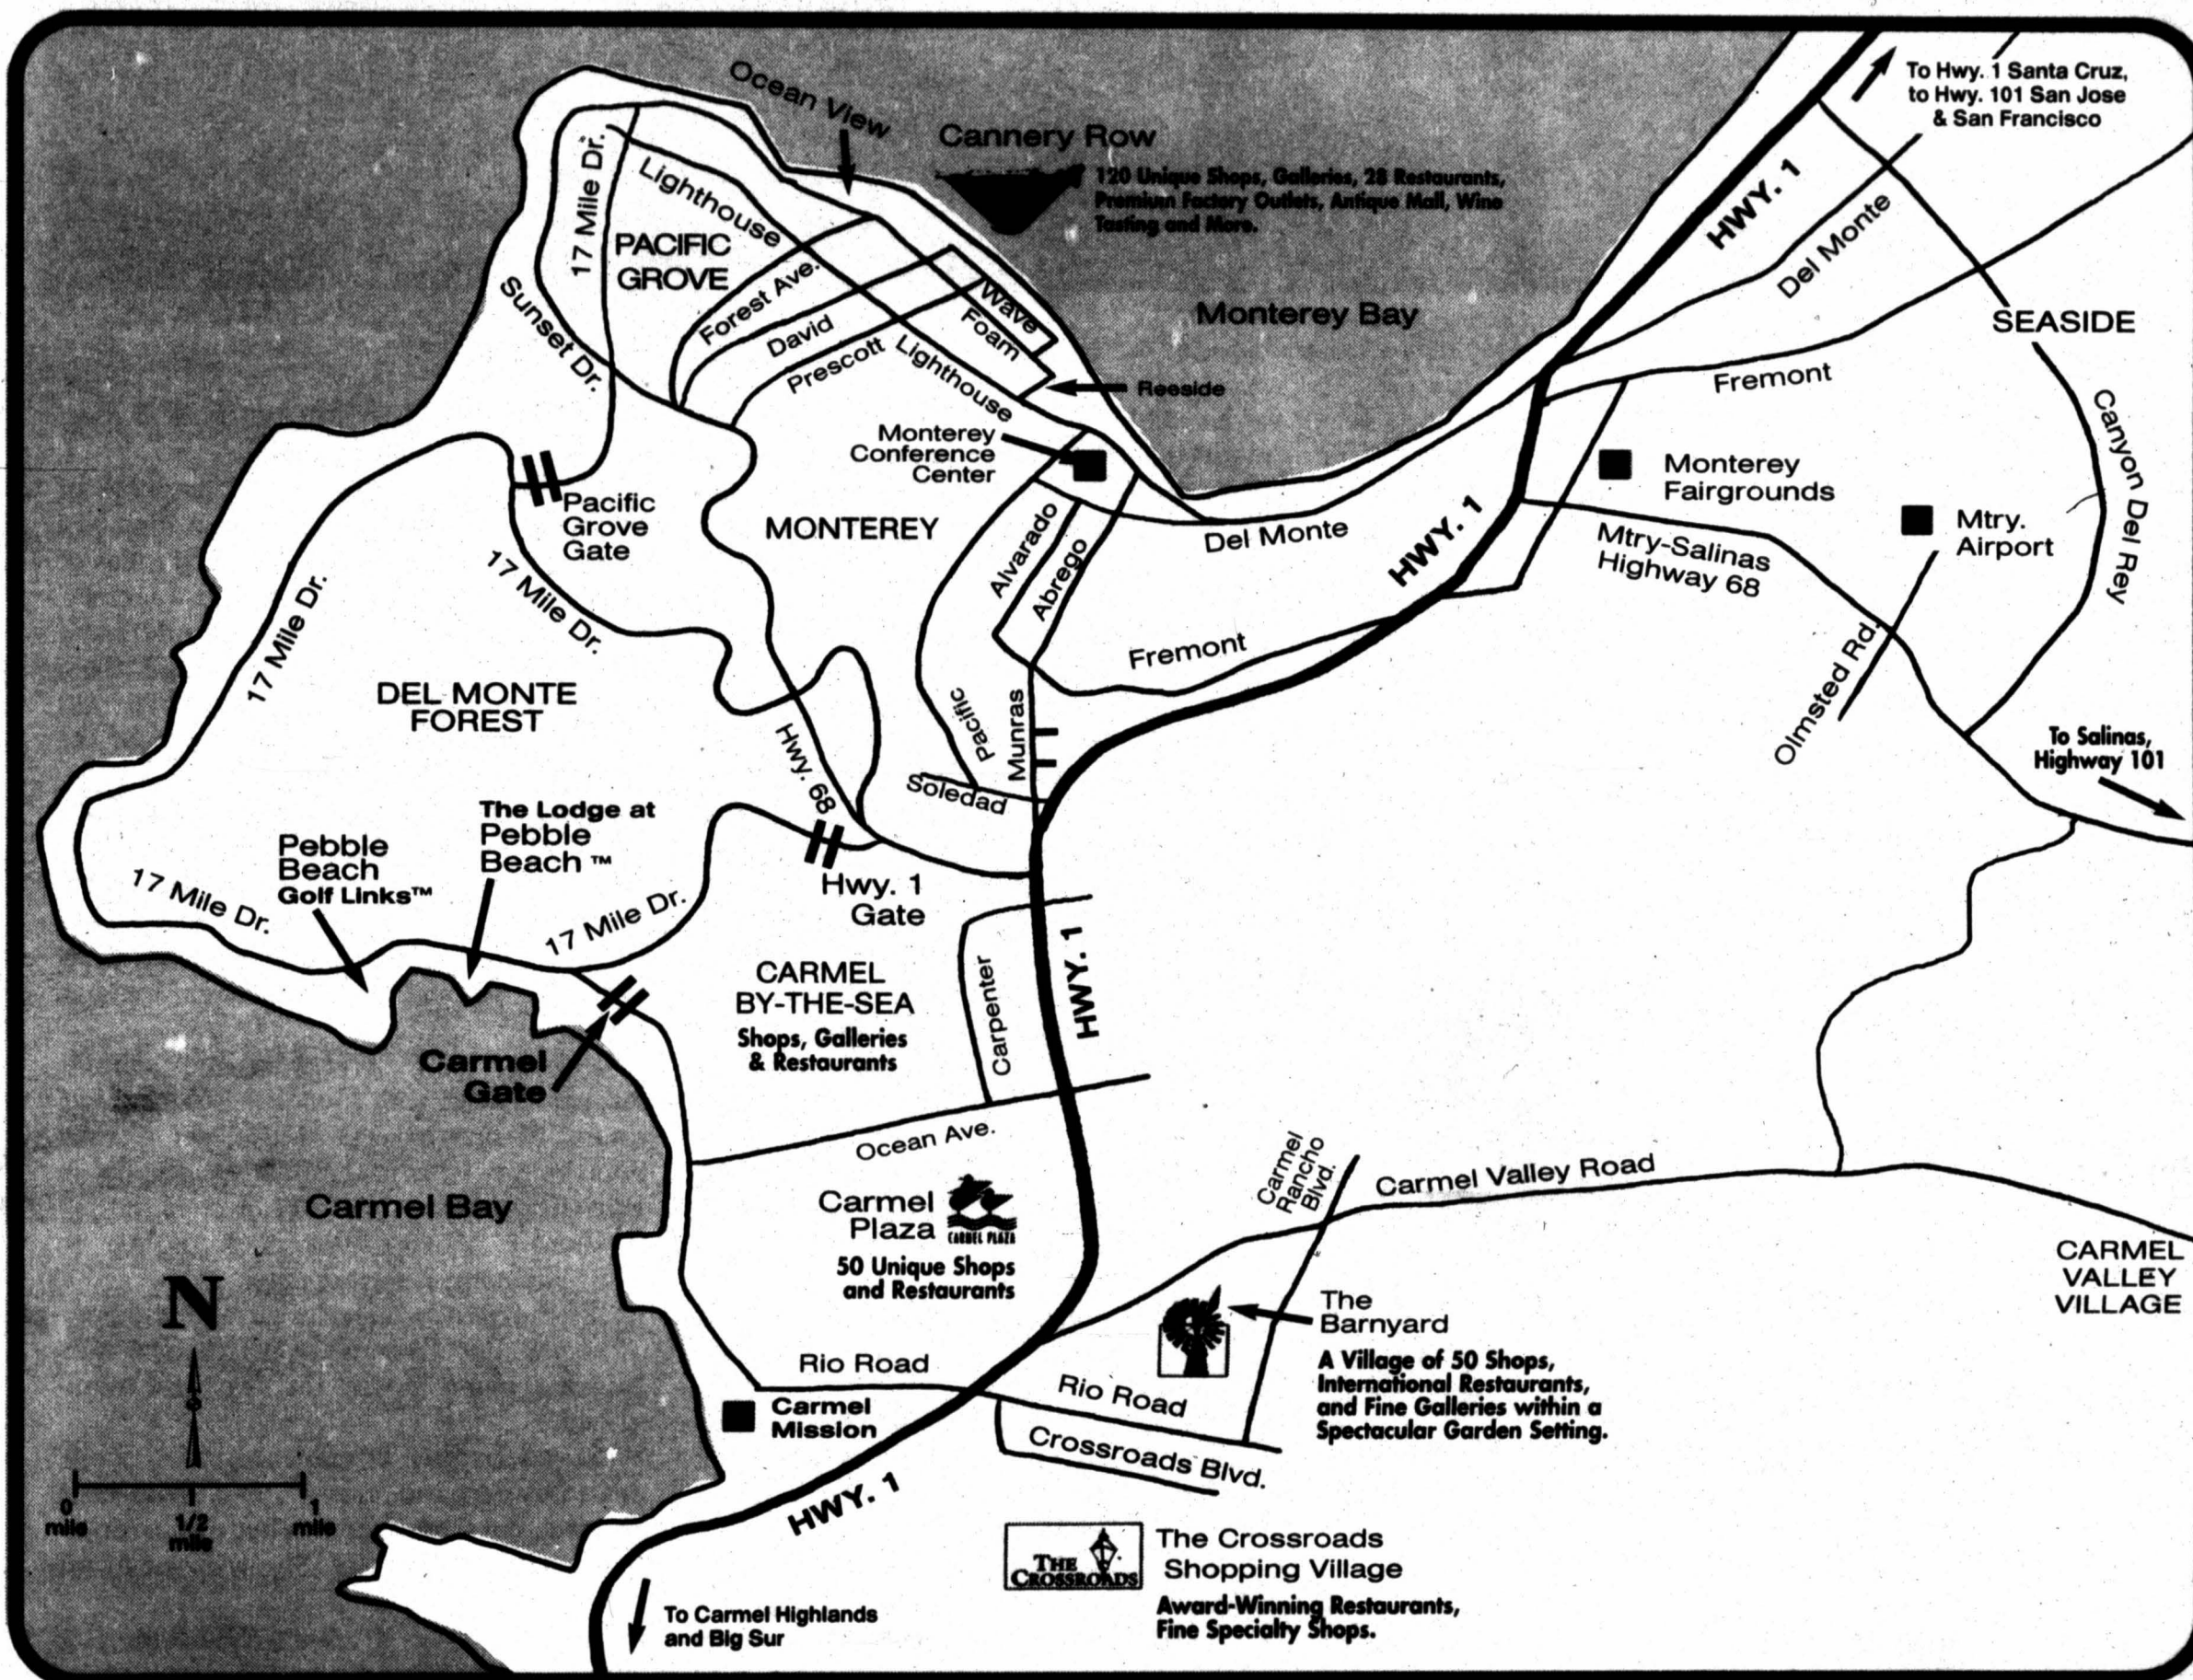 Ocean View
Cannery Row
120 Unique Shops, Galleries, 28 Restaurants,
Premium Factory Outlets, Antique Mall, Wine
Tasting and More.
To Hwy. 1 Santa Cruz,
to Hwy. 101 San Jose
& San Francisco
HWY. 1
Del Monte
17 Mile Dr.
Lighthouse
PACIFIC
GROVE
Forest Ave.
David
Prescott
Lighthouse
Wave
Foam
Reeside
Sunset Dr.
Monterey Bay
SEASIDE
Fremont
Canyon Del Rey
Monterey
Conference
Center
Monterey
Fairgrounds
Mtry.
Airport
Pacific
Grove
Gate
MONTEREY
Alvarado
Abrego
Del Monte
HWY. 1
Mtry-Salinas
Highway 68
17 Mile Dr.
17 Mile Dr.
Fremont
Olmsted Rd.
DEL MONTE
FOREST
Hwy. 68
Pacific
Munras
Soledad
To Salinas,
Highway 101
The Lodge at
Pebble
Beach ™
Pebble
Beach
Golf Links™
17 Mile Dr.
17 Mile Dr.
Hwy. 1
Gate
CARMEL
BY-THE-SEA
Shops, Galleries
& Restaurants
Carpenter
HWY. 1
Carmel
Gate
Ocean Ave.
Carmel Bay
Carmel
Plaza
CARMEL PLAZA
50 Unique Shops
and Restaurants
Carmel
Rancho
Blvd.
Carmel Valley Road
CARMEL
VALLEY
VILLAGE
N
The
Barnyard
A Village of 50 Shops,
International Restaurants,
and Fine Galleries within a
Spectacular Garden Setting.
Rio Road
Rio Road
Carmel
Mission
Crossroads Blvd.
0
mile
1/2
mile
1
mile
HWY. 1
THE
CROSSROADS
The Crossroads
Shopping Village
Award-Winning Restaurants,
Fine Specialty Shops.
To Carmel Highlands
and Big Sur